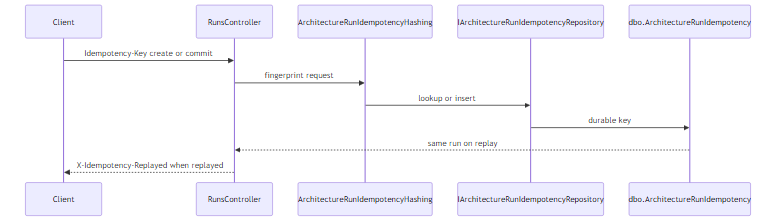 Client
RunsController
ArchitectureRunIdempotencyHashing
IArchitectureRunIdempotencyRepository
dbo.ArchitectureRunIdempotency
Idempotency-Key create or commit
fingerprint request
lookup or insert
durable key
same run on replay
X-Idempotency-Replayed when replayed
Client
RunsController
ArchitectureRunIdempotencyHashing
IArchitectureRunIdempotencyRepository
dbo.ArchitectureRunIdempotency